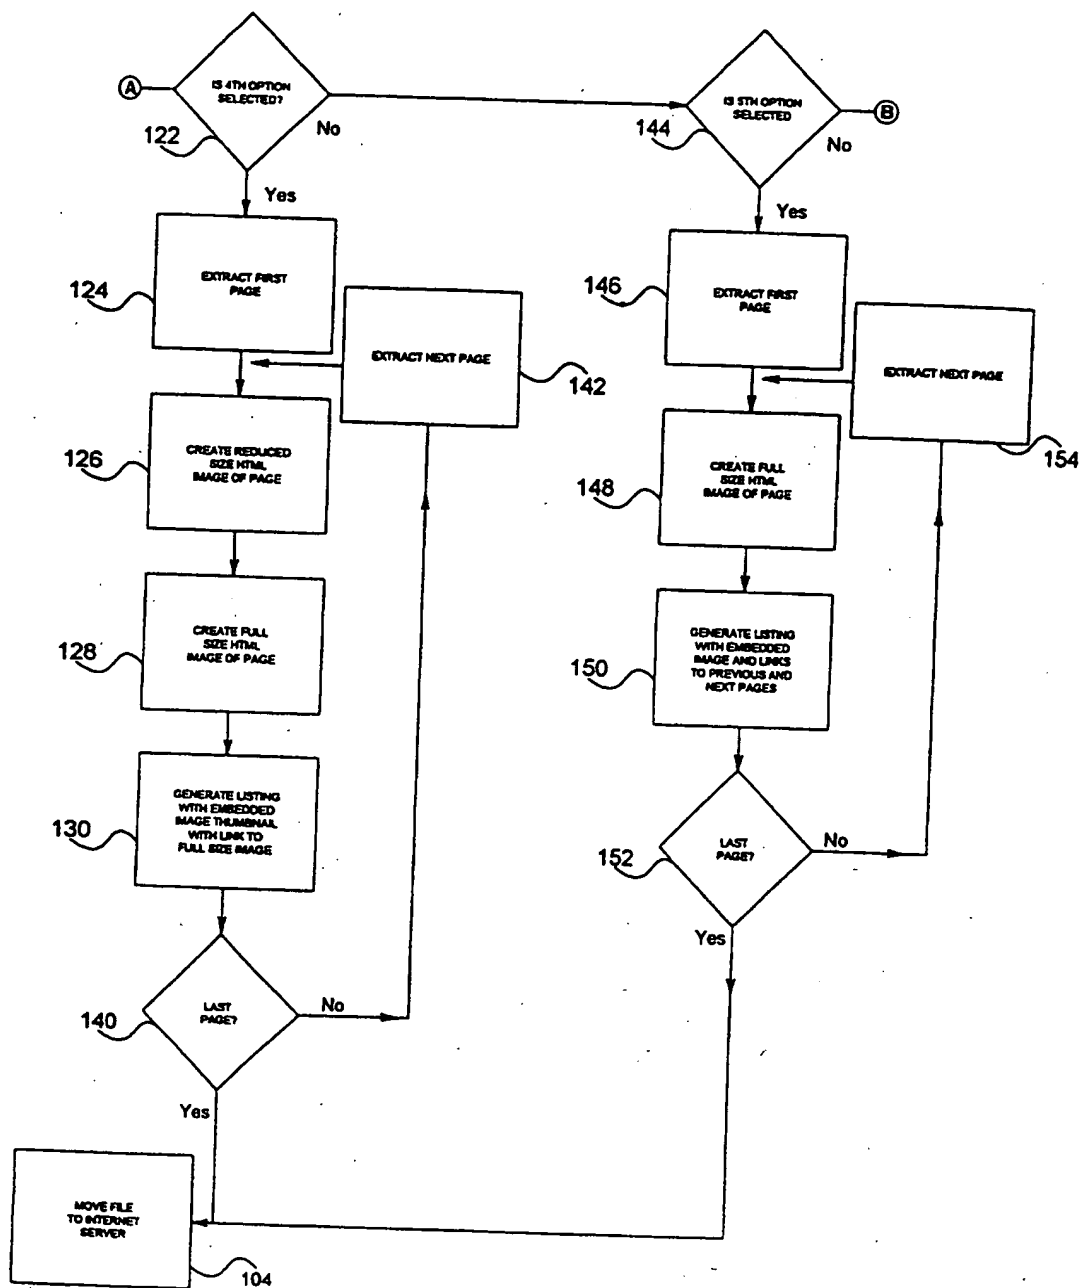 A
IS 4TH OPTION
SELECTED?
122
No
Yes
IS 5TH OPTION
SELECTED
B
144
No
Yes
EXTRACT FIRST
PAGE
124
EXTRACT NEXT PAGE
142
CREATE REDUCED
SIZE HTML
IMAGE OF PAGE
126
CREATE FULL
SIZE HTML
IMAGE OF PAGE
128
GENERATE LISTING
WITH EMBEDDED
IMAGE THUMBNAIL
WITH LINK TO
FULL SIZE IMAGE
130
LAST
PAGE?
140
No
Yes
EXTRACT FIRST
PAGE
146
EXTRACT NEXT PAGE
154
CREATE FULL
SIZE HTML
IMAGE OF PAGE
148
GENERATE LISTING
WITH EMBEDDED
IMAGE AND LINKS
TO PREVIOUS AND
NEXT PAGES
150
LAST
PAGE?
152
No
Yes
MOVE FILE
TO INTERNET
SERVER
104